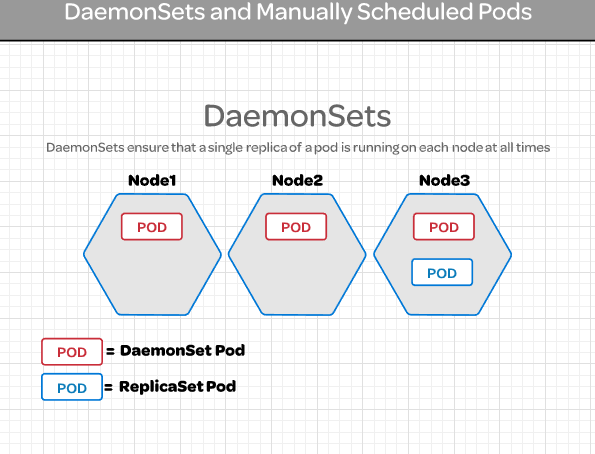 DaemonSets and Manually Scheduled Pods
DaemonSets
DaemonSets ensure that a single replica of a pod is running on each node at all times
Node1 Node2 Node3
POD POD POD
POD
POD = DaemonSet Pod
POD = ReplicaSet Pod